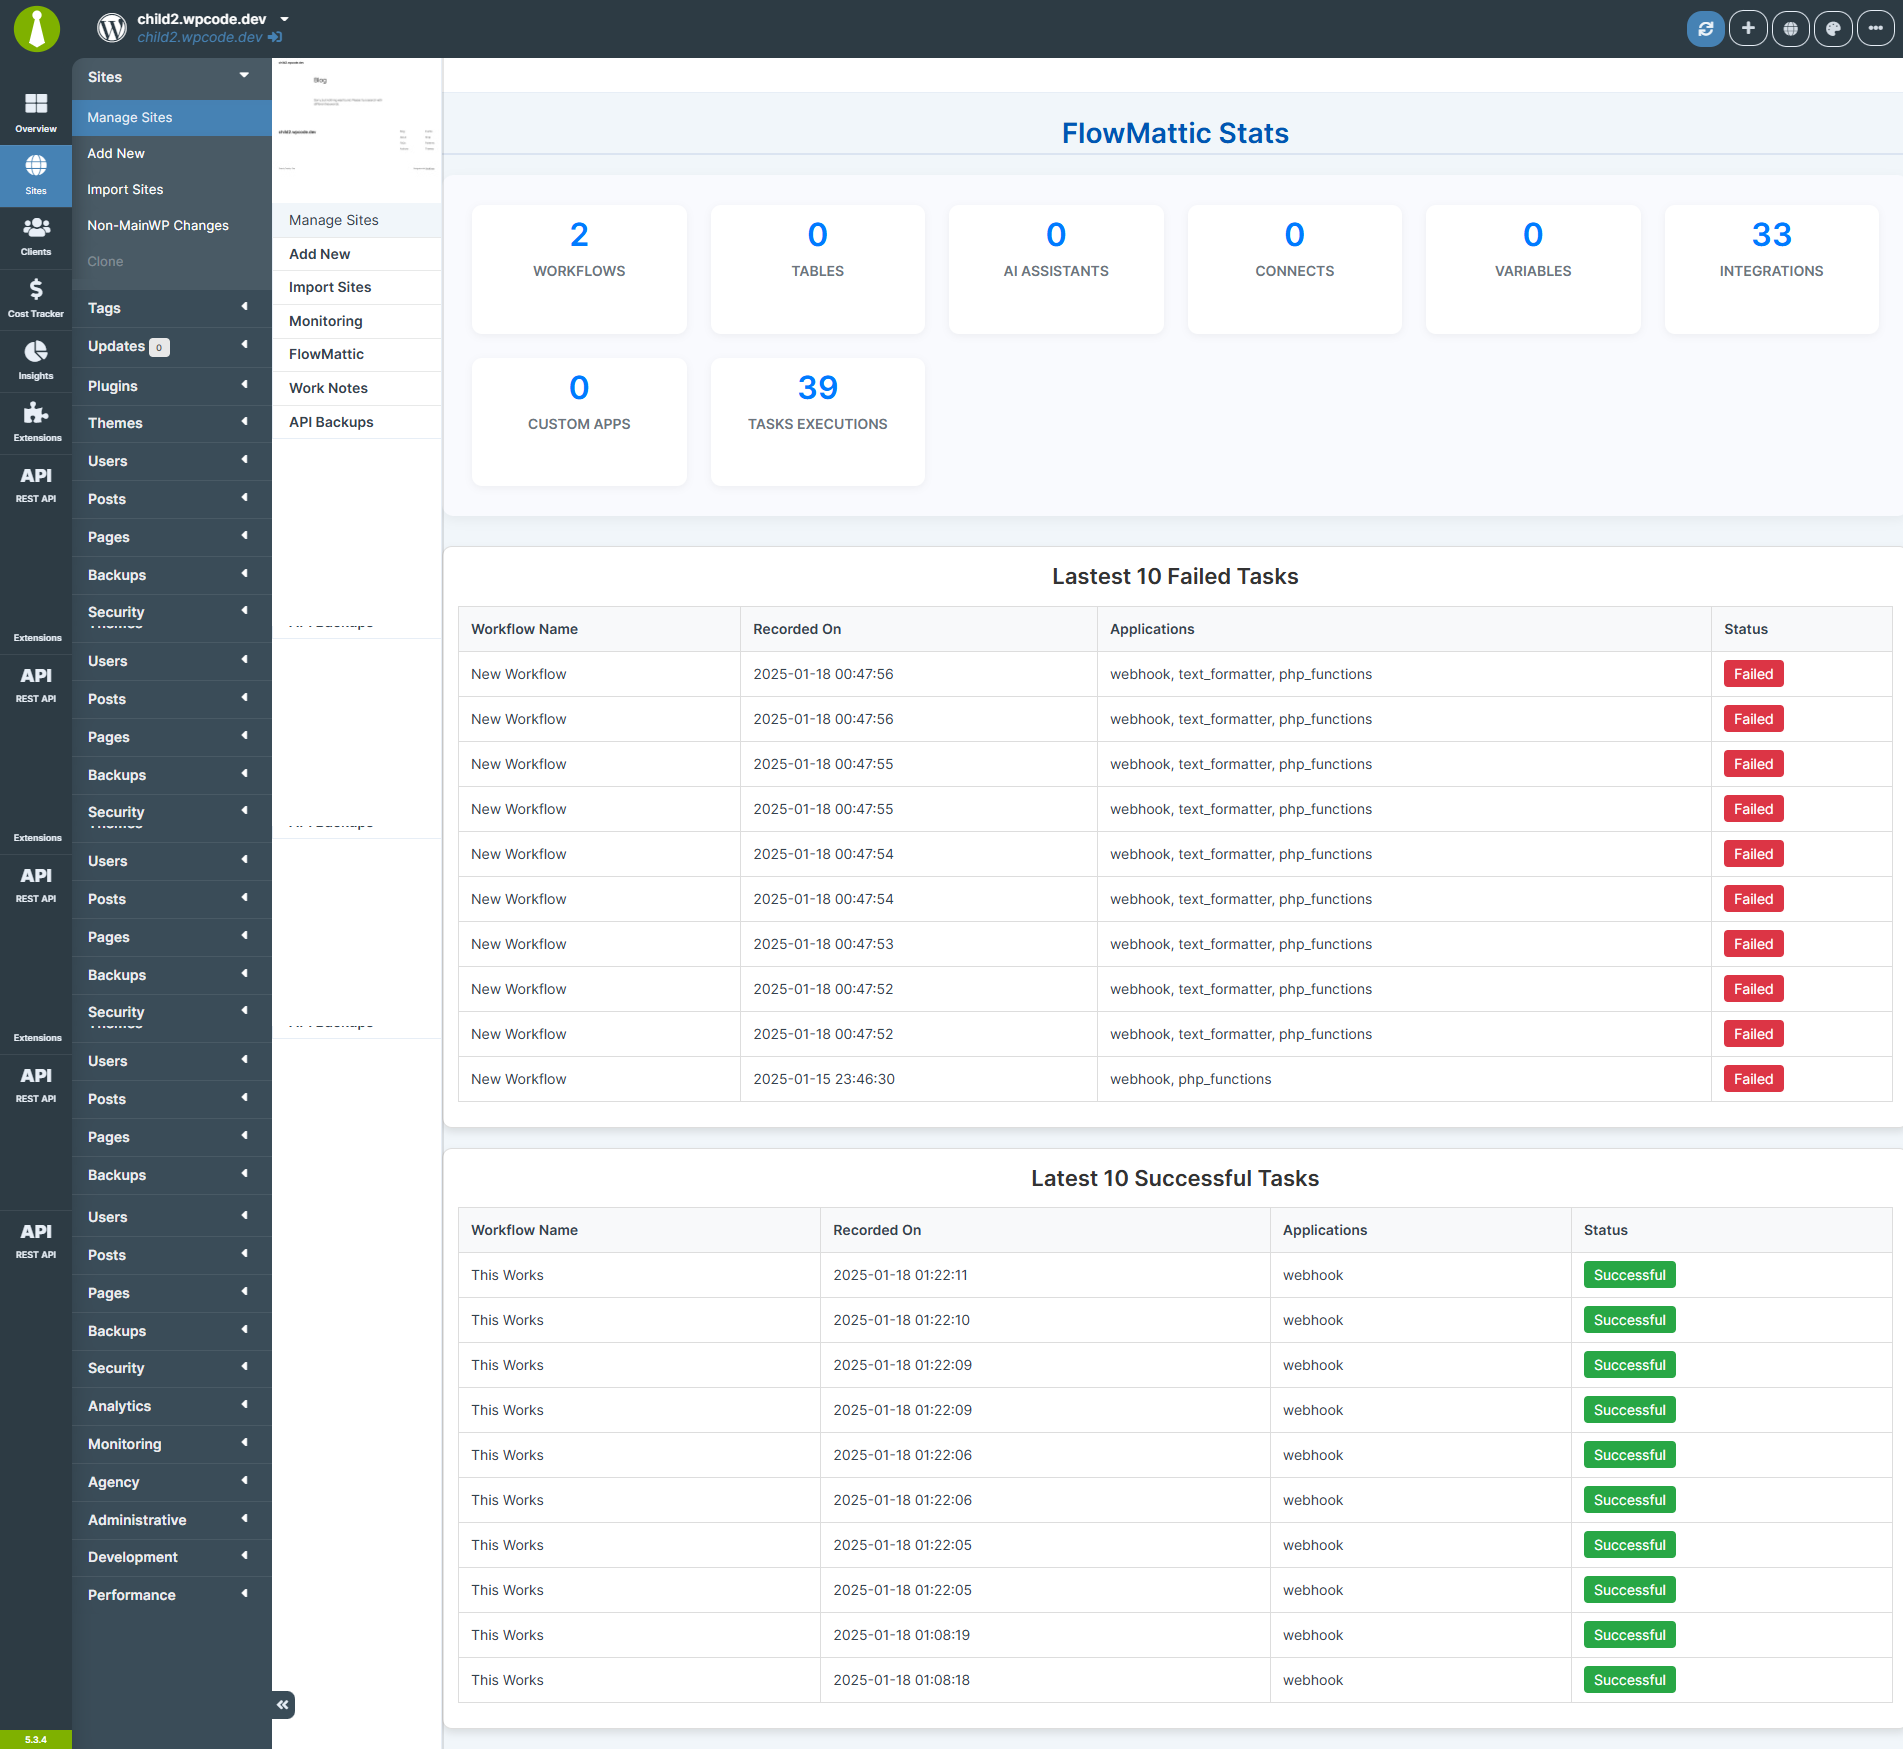 child2.wpcode.dev
child2.wpcode.dev
Overview
Sites
Clients
Cost Tracker
Insights
Extensions
API
REST API
Extensions
API
REST API
Extensions
API
REST API
Extensions
API
REST API
API
REST API
5.3.4
Sites
Manage Sites
Add New
Import Sites
Non-MainWP Changes
Clone
Tags
Updates 0
Plugins
Themes
Users
Posts
Pages
Backups
Security
Users
Posts
Pages
Backups
Security
Users
Posts
Pages
Backups
Security
Users
Posts
Pages
Backups
Users
Posts
Pages
Backups
Security
Analytics
Monitoring
Agency
Administrative
Development
Performance
child2.wpcode.dev
Blog
child2.wpcode.dev
Manage Sites
Add New
Import Sites
Monitoring
FlowMattic
Work Notes
API Backups
FlowMattic Stats
2
WORKFLOWS
0
TABLES
0
AI ASSISTANTS
0
CONNECTS
0
VARIABLES
33
INTEGRATIONS
0
CUSTOM APPS
39
TASKS EXECUTIONS
Lastest 10 Failed Tasks
Workflow Name Recorded On Applications Status
New Workflow 2025-01-18 00:47:56 webhook, text_formatter, php_functions Failed
New Workflow 2025-01-18 00:47:56 webhook, text_formatter, php_functions Failed
New Workflow 2025-01-18 00:47:55 webhook, text_formatter, php_functions Failed
New Workflow 2025-01-18 00:47:55 webhook, text_formatter, php_functions Failed
New Workflow 2025-01-18 00:47:54 webhook, text_formatter, php_functions Failed
New Workflow 2025-01-18 00:47:54 webhook, text_formatter, php_functions Failed
New Workflow 2025-01-18 00:47:53 webhook, text_formatter, php_functions Failed
New Workflow 2025-01-18 00:47:52 webhook, text_formatter, php_functions Failed
New Workflow 2025-01-18 00:47:52 webhook, text_formatter, php_functions Failed
New Workflow 2025-01-15 23:46:30 webhook, php_functions Failed
Latest 10 Successful Tasks
Workflow Name Recorded On Applications Status
This Works 2025-01-18 01:22:11 webhook Successful
This Works 2025-01-18 01:22:10 webhook Successful
This Works 2025-01-18 01:22:09 webhook Successful
This Works 2025-01-18 01:22:09 webhook Successful
This Works 2025-01-18 01:22:06 webhook Successful
This Works 2025-01-18 01:22:06 webhook Successful
This Works 2025-01-18 01:22:05 webhook Successful
This Works 2025-01-18 01:22:05 webhook Successful
This Works 2025-01-18 01:08:19 webhook Successful
This Works 2025-01-18 01:08:18 webhook Successful